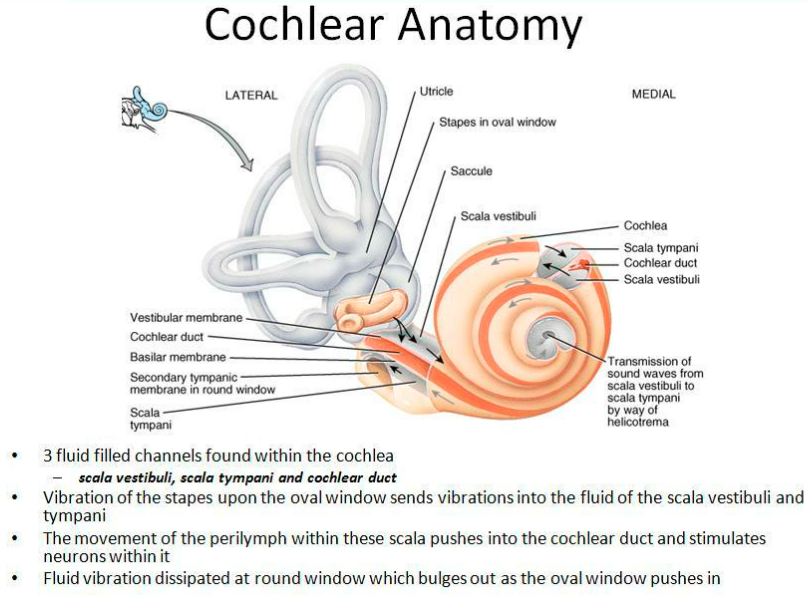 Cochlear Anatomy
LATERAL
Utricle
MEDIAL
Stapes in oval window
Saccule
Scala vestibuli
Cochlea
Scala tympani
Cochlear duct
Scala vestibuli
Vestibular membrane
Cochlear duct
Basilar membrane
Secondary tympanic
membrane in round window
Scala
tympani
Transmission of
sound waves from
scala vestibuli to
scala tympani
by way of
helicotrema
• 3 fluid filled channels found within the cochlea
– scala vestibuli, scala tympani and cochlear duct
• Vibration of the stapes upon the oval window sends vibrations into the fluid of the scala vestibuli and
tympani
• The movement of the perilymph within these scala pushes into the cochlear duct and stimulates
neurons within it
• Fluid vibration dissipated at round window which bulges out as the oval window pushes in